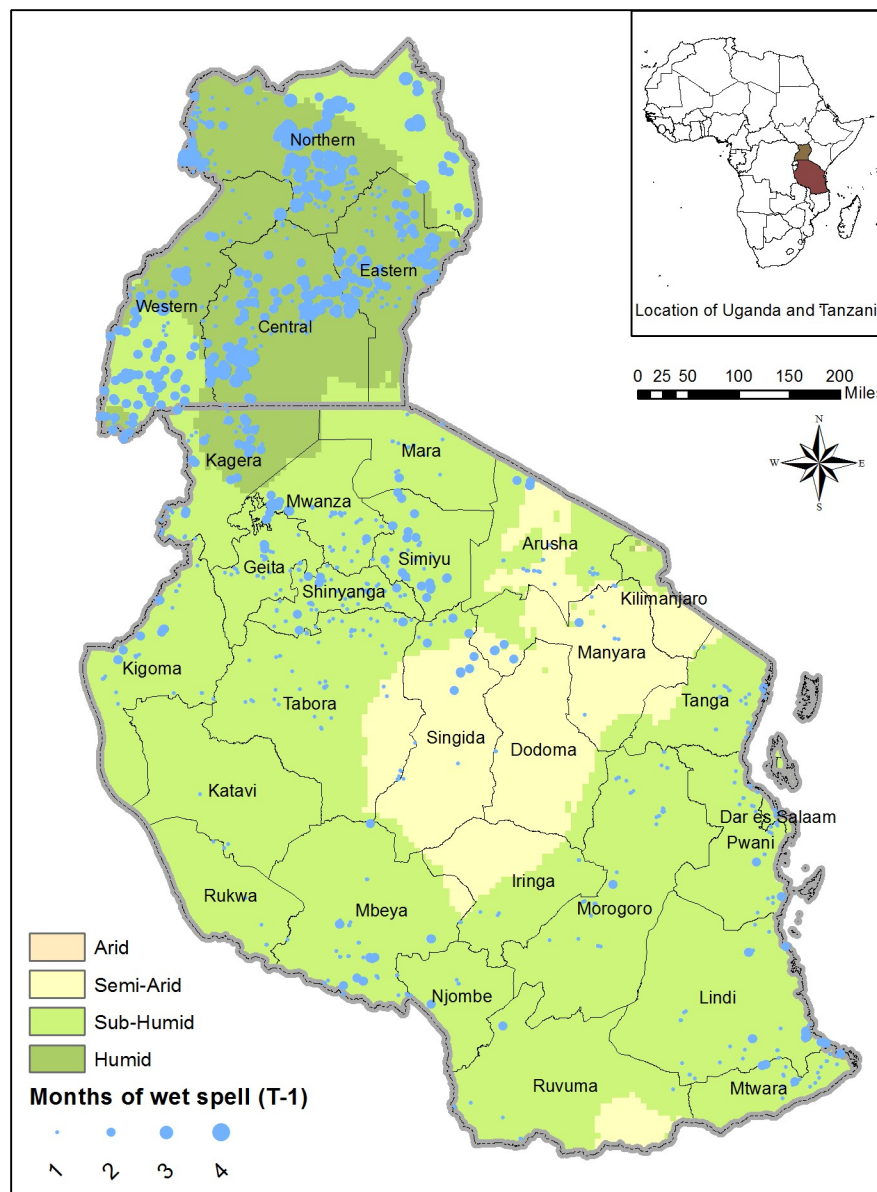 Location of Uganda and Tanzani
0 25 50 100 150 200
Miles
N
W E
S
Northern
Eastern
Western
Central
Kagera
Mara
Mwanza
Arusha
Geita
Simiyu
Shinyanga
Kilimanjaro
Kigoma
Manyara
Tabora
Tanga
Singida
Dodoma
Katavi
Dar es Salaam
Pwani
Rukwa
Iringa
Mbeya
Morogoro
Njombe
Lindi
Ruvuma
Mtwara
Arid
Semi-Arid
Sub-Humid
Humid
Months of wet spell (T-1)
1 2 3 4